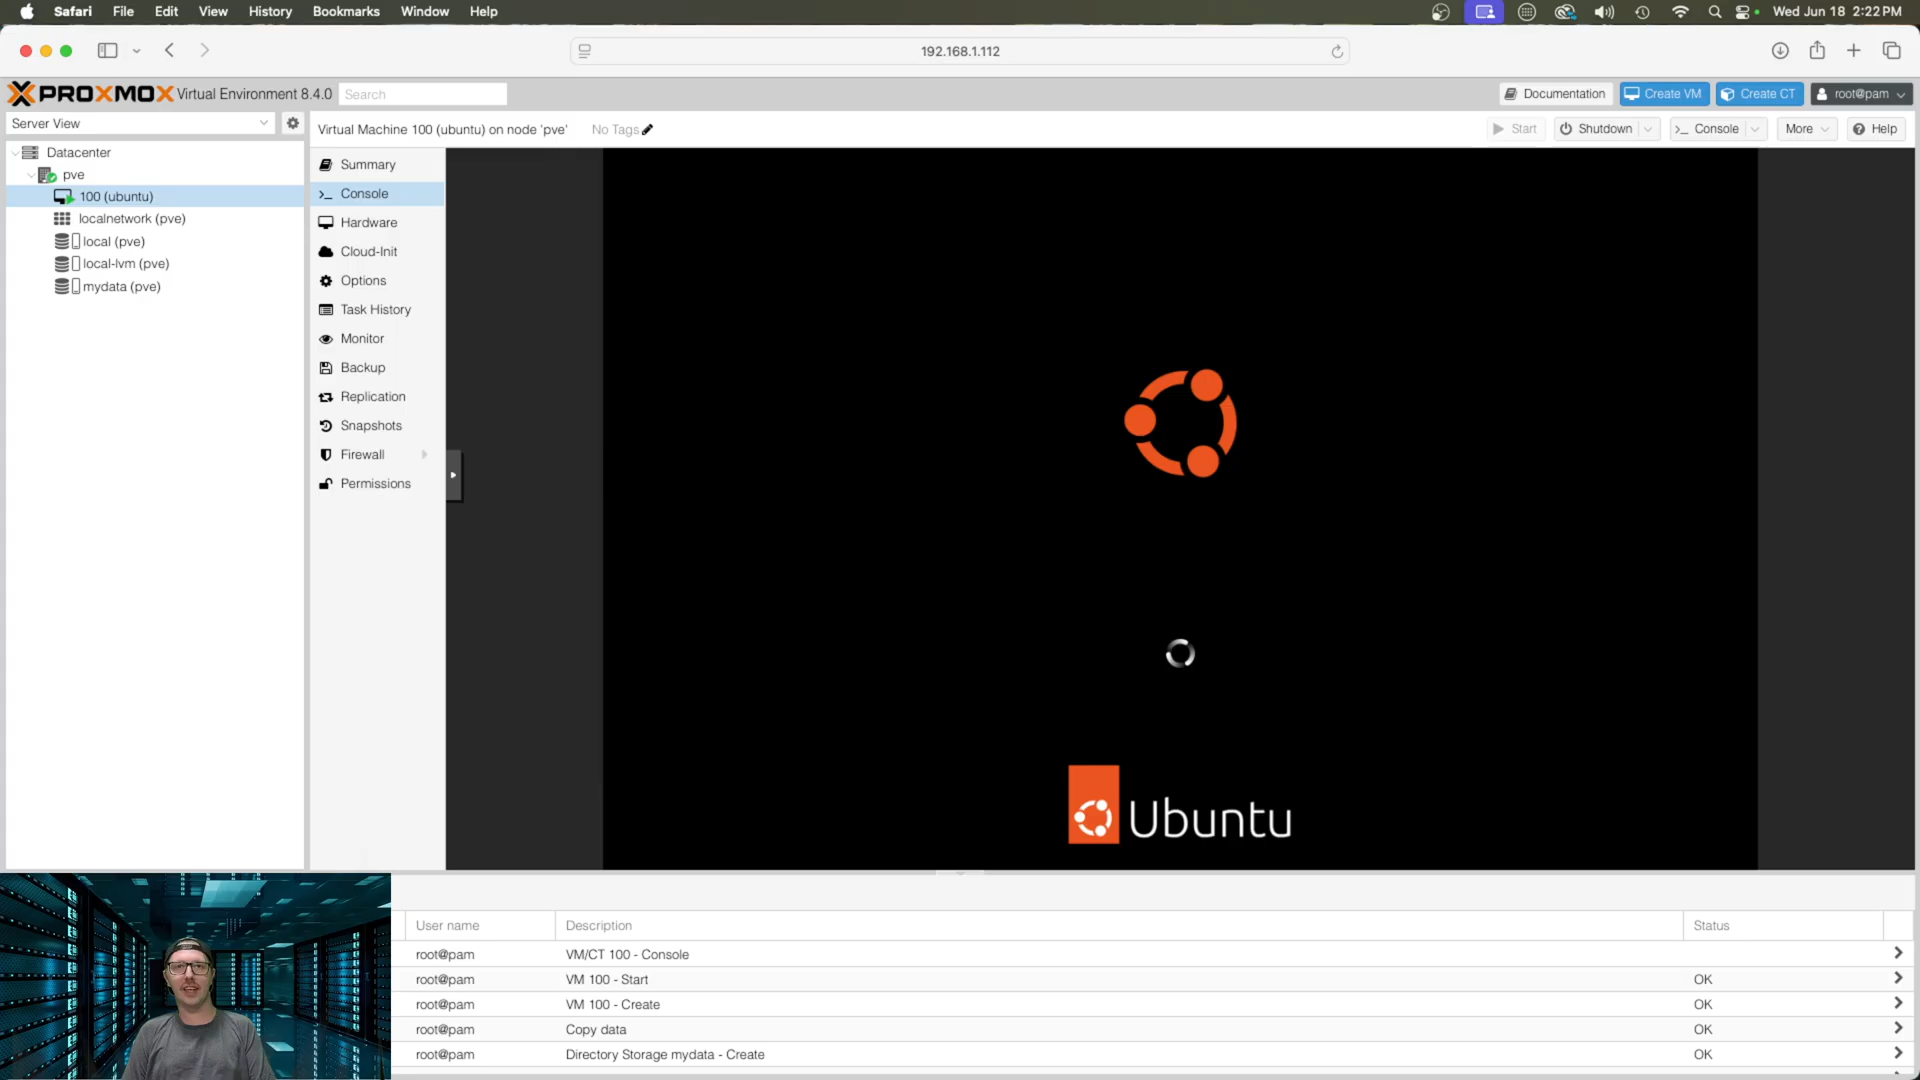 Safari File Edit View History Bookmarks Window Help Wed Jun 18 2:22 PM
192.168.1.112
PROXMOX Virtual Environment 8.4.0 Search Documentation Create VM Create CT root@pam
Server View
Virtual Machine 100 (ubuntu) on node 'pve' No Tags Start Shutdown Console More Help
Datacenter
pve
100 (ubuntu)
localnetwork (pve)
local (pve)
local-lvm (pve)
mydata (pve)
Summary
Console
Hardware
Cloud-Init
Options
Task History
Monitor
Backup
Replication
Snapshots
Firewall
Permissions
Ubuntu
User name Description Status
root@pam VM/CT 100 - Console
root@pam VM 100 - Start OK
root@pam VM 100 - Create OK
root@pam Copy data OK
root@pam Directory Storage mydata - Create OK